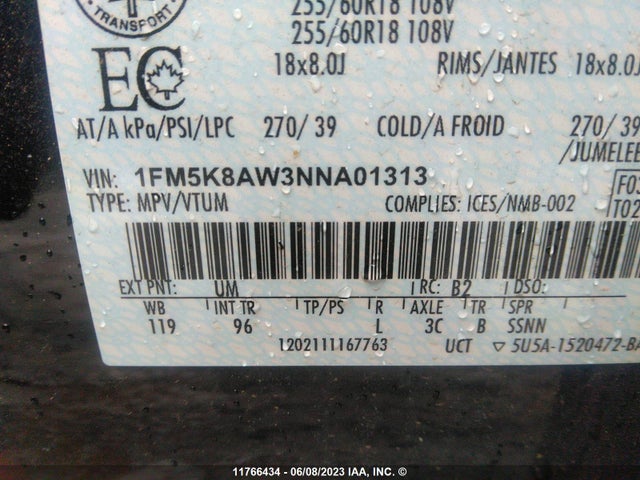 TRANSPORT
255/60R18 108V
255/60R18 108V
EC
18x8.0J RIMS/JANTES 18x8.0J
AT/A kPa/PSI/LPC 270/ 39 COLD/A FROID 270/ 39
/JUMELEE
VIN: 1FM5K8AW3NNA01313
TYPE: MPV/VTUM COMPLIES: ICES/NMB-002
T02
EXT PNT: UM RC: B2 DSO:
WB INT TR TP/PS R AXLE TR SPR
119 96 L 3C B SSNN
1202111167763 UCT ▽ 5U5A-1520472-BA
11766434 - 06/08/2023 IAA, INC. ©